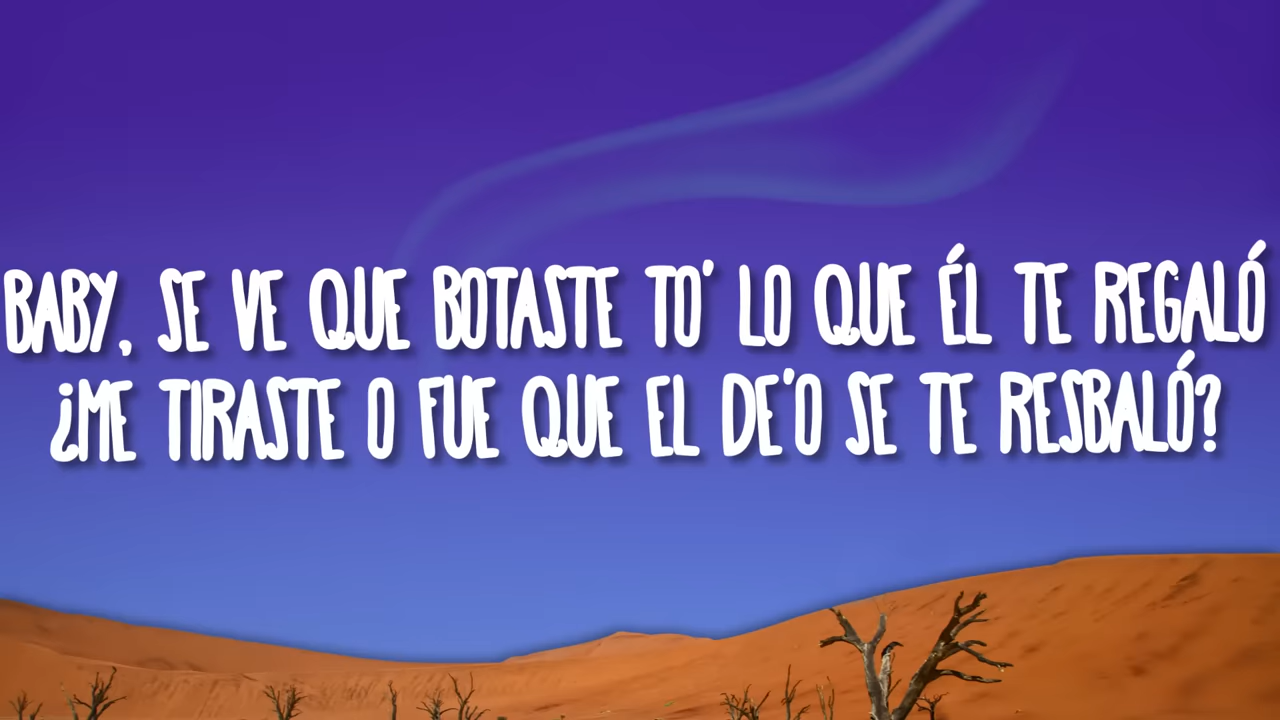 BABY, SE VE QUE BOTASTE TO' LO QUE ÉL TE REGALÓ
¿ME TIRASTE O FUE QUE EL DE'O SE TE RESBALÓ?